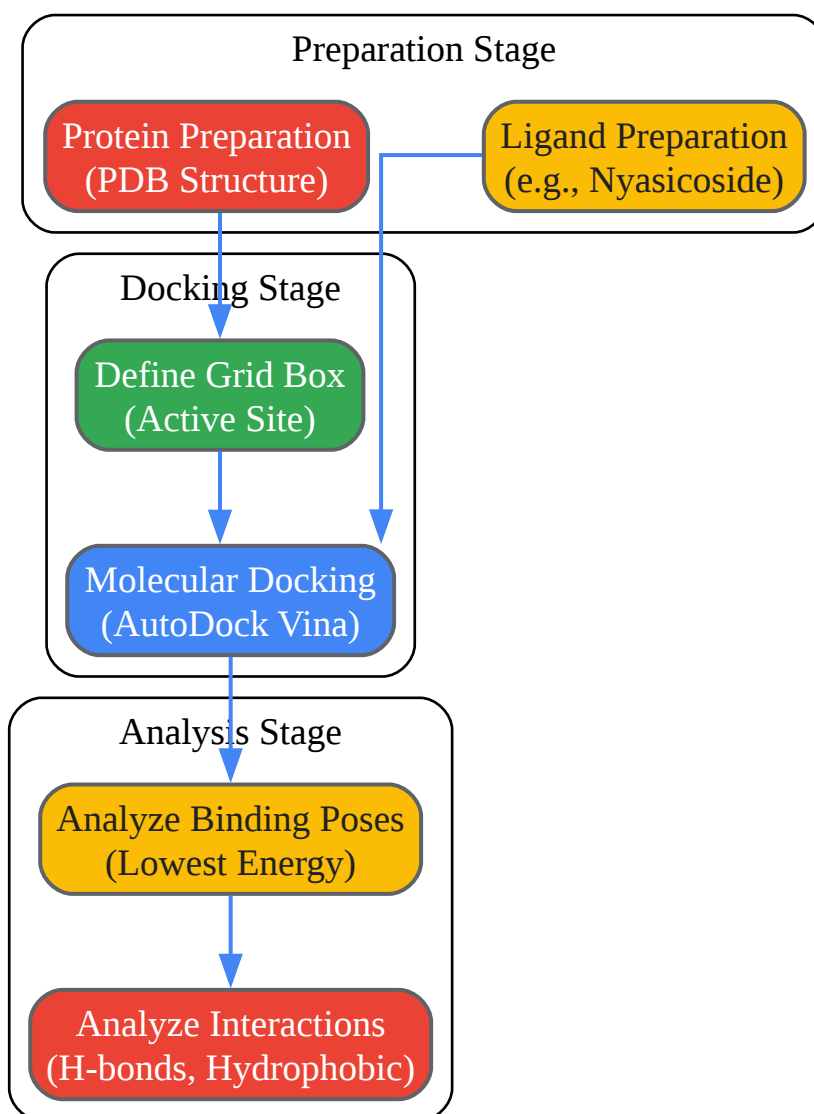 Preparation Stage
Protein Preparation
(PDB Structure)
Ligand Preparation
(e.g., Nyasicoside)
Docking Stage
Define Grid Box
(Active Site)
Molecular Docking
(AutoDock Vina)
Analysis Stage
Analyze Binding Poses
(Lowest Energy)
Analyze Interactions
(H-bonds, Hydrophobic)